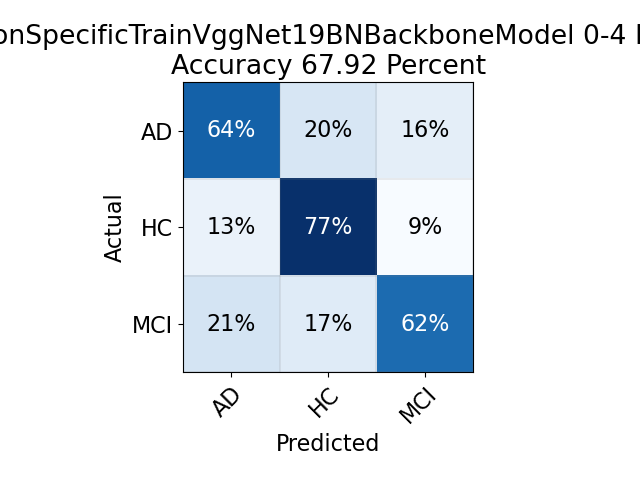 onSpecificTrainVggNet19BNBackboneModel 0-4
Accuracy 67.92 Percent
AD 64% 20% 16%
HC 13% 77% 9%
MCI 21% 17% 62%
Actual
AD HC MCI
Predicted